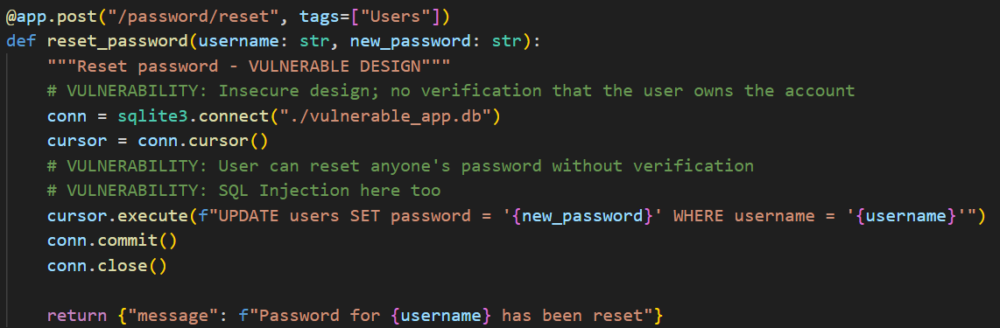 @app.post("/password/reset", tags=["Users"])
def reset_password(username: str, new_password: str):
    """Reset password - VULNERABLE DESIGN"""
    # VULNERABILITY: Insecure design; no verification that the user owns the account
    conn = sqlite3.connect("./vulnerable_app.db")
    cursor = conn.cursor()
    # VULNERABILITY: User can reset anyone's password without verification
    # VULNERABILITY: SQL Injection here too
    cursor.execute(f"UPDATE users SET password = '{new_password}' WHERE username = '{username}'")
    conn.commit()
    conn.close()

    return {"message": f"Password for {username} has been reset"}